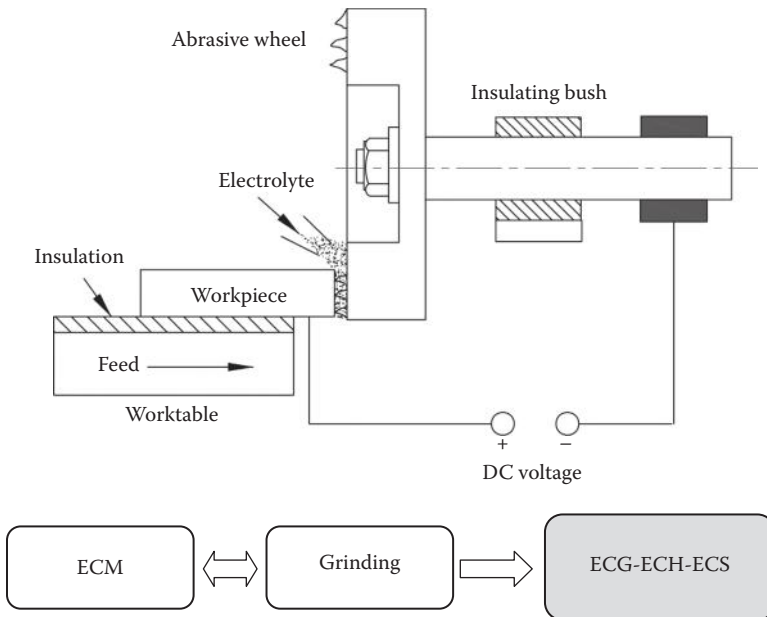 Abrasive wheel
Insulating bush
Electrolyte
Insulation
Workpiece
Feed
Worktable
+ −
DC voltage
ECM
Grinding
ECG-ECH-ECS